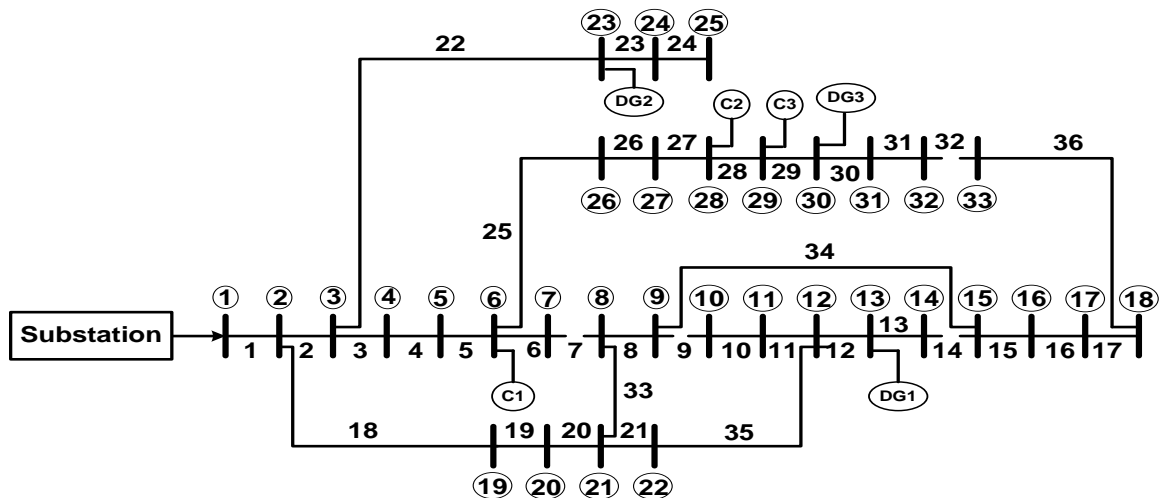 23 24 25
22 23 24
DG2
C2 C3 DG3
26 27 31 32 36
28 29 30
26 27 28 29 30 31 32 33
25
34
1 2 3 4 5 6 7 8 9 10 11 12 13 14 15 16 17 18
Substation
13
1 2 3 4 5 6 7 8 9 10 11 12 14 15 16 17
C1 DG1
33
18 19 20 21 35
19 20 21 22